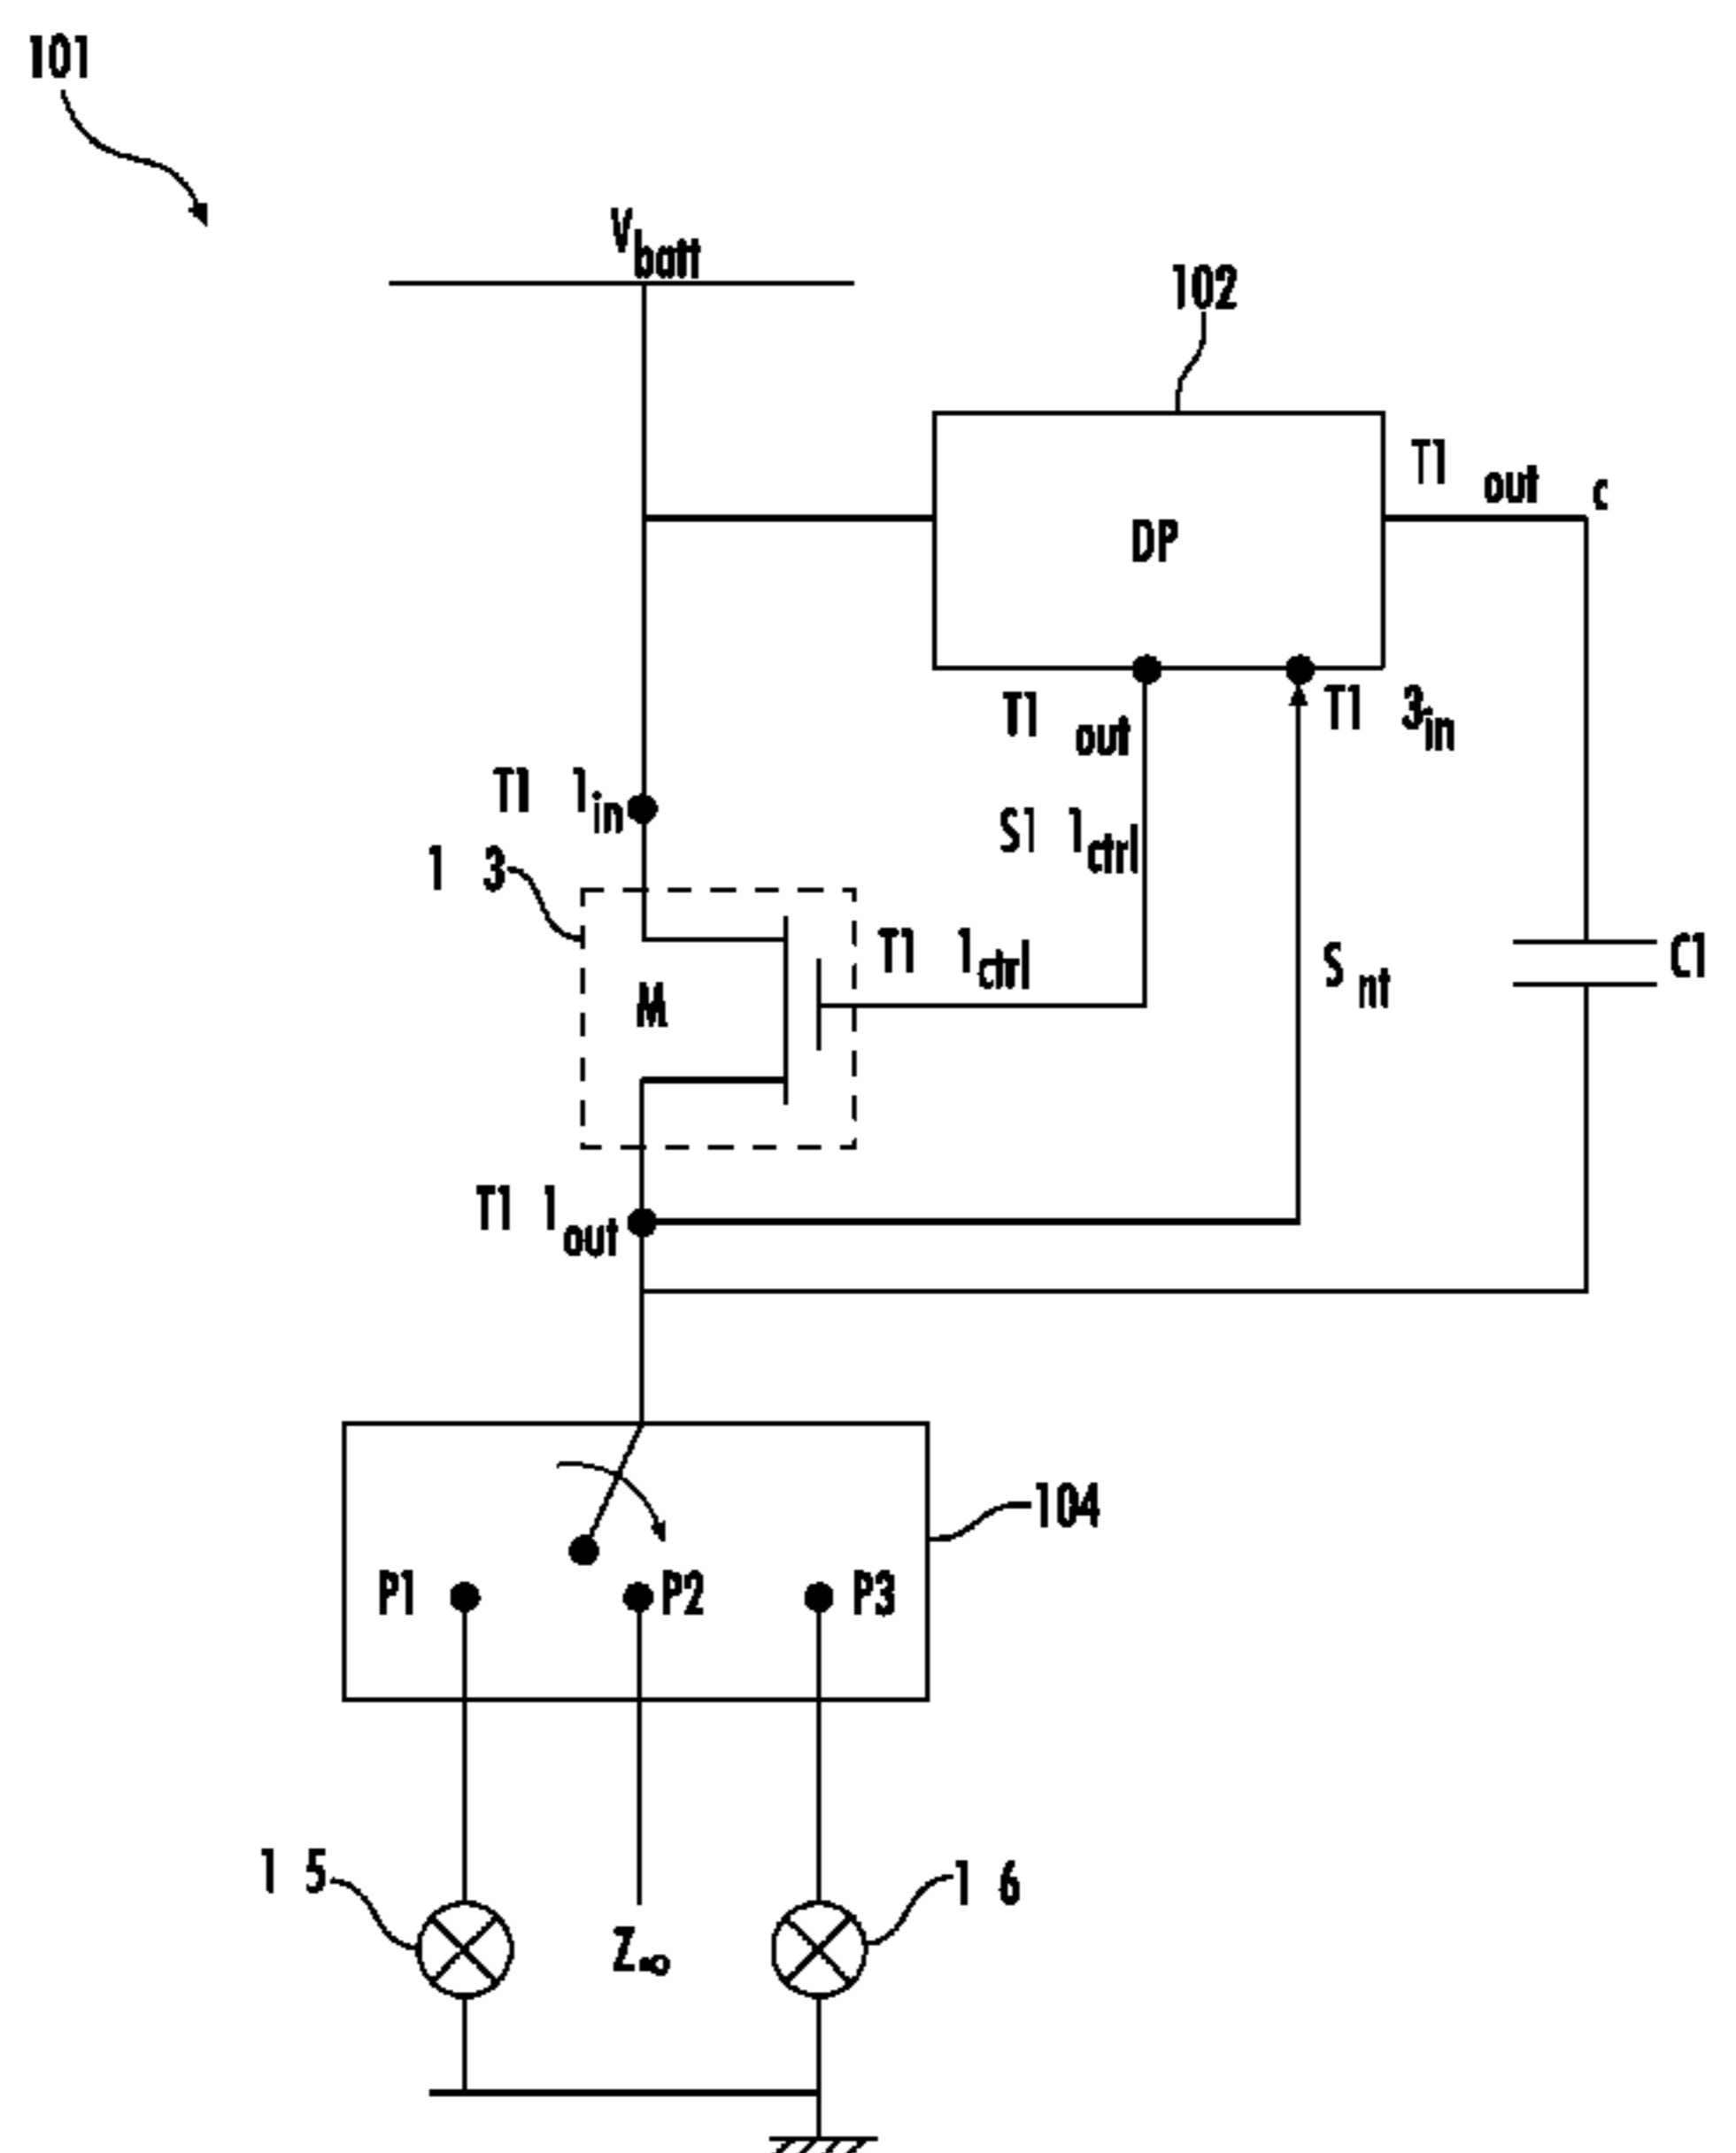 101
Vbatt
102
T1 out c
DP
T1 out
T1 3in
T1 1in
S1 1ctrl
1 3
T1 1ctrl
C1
S nt
M
T1 1out
104
P1
P2
P3
1 5
1 6
Z∞